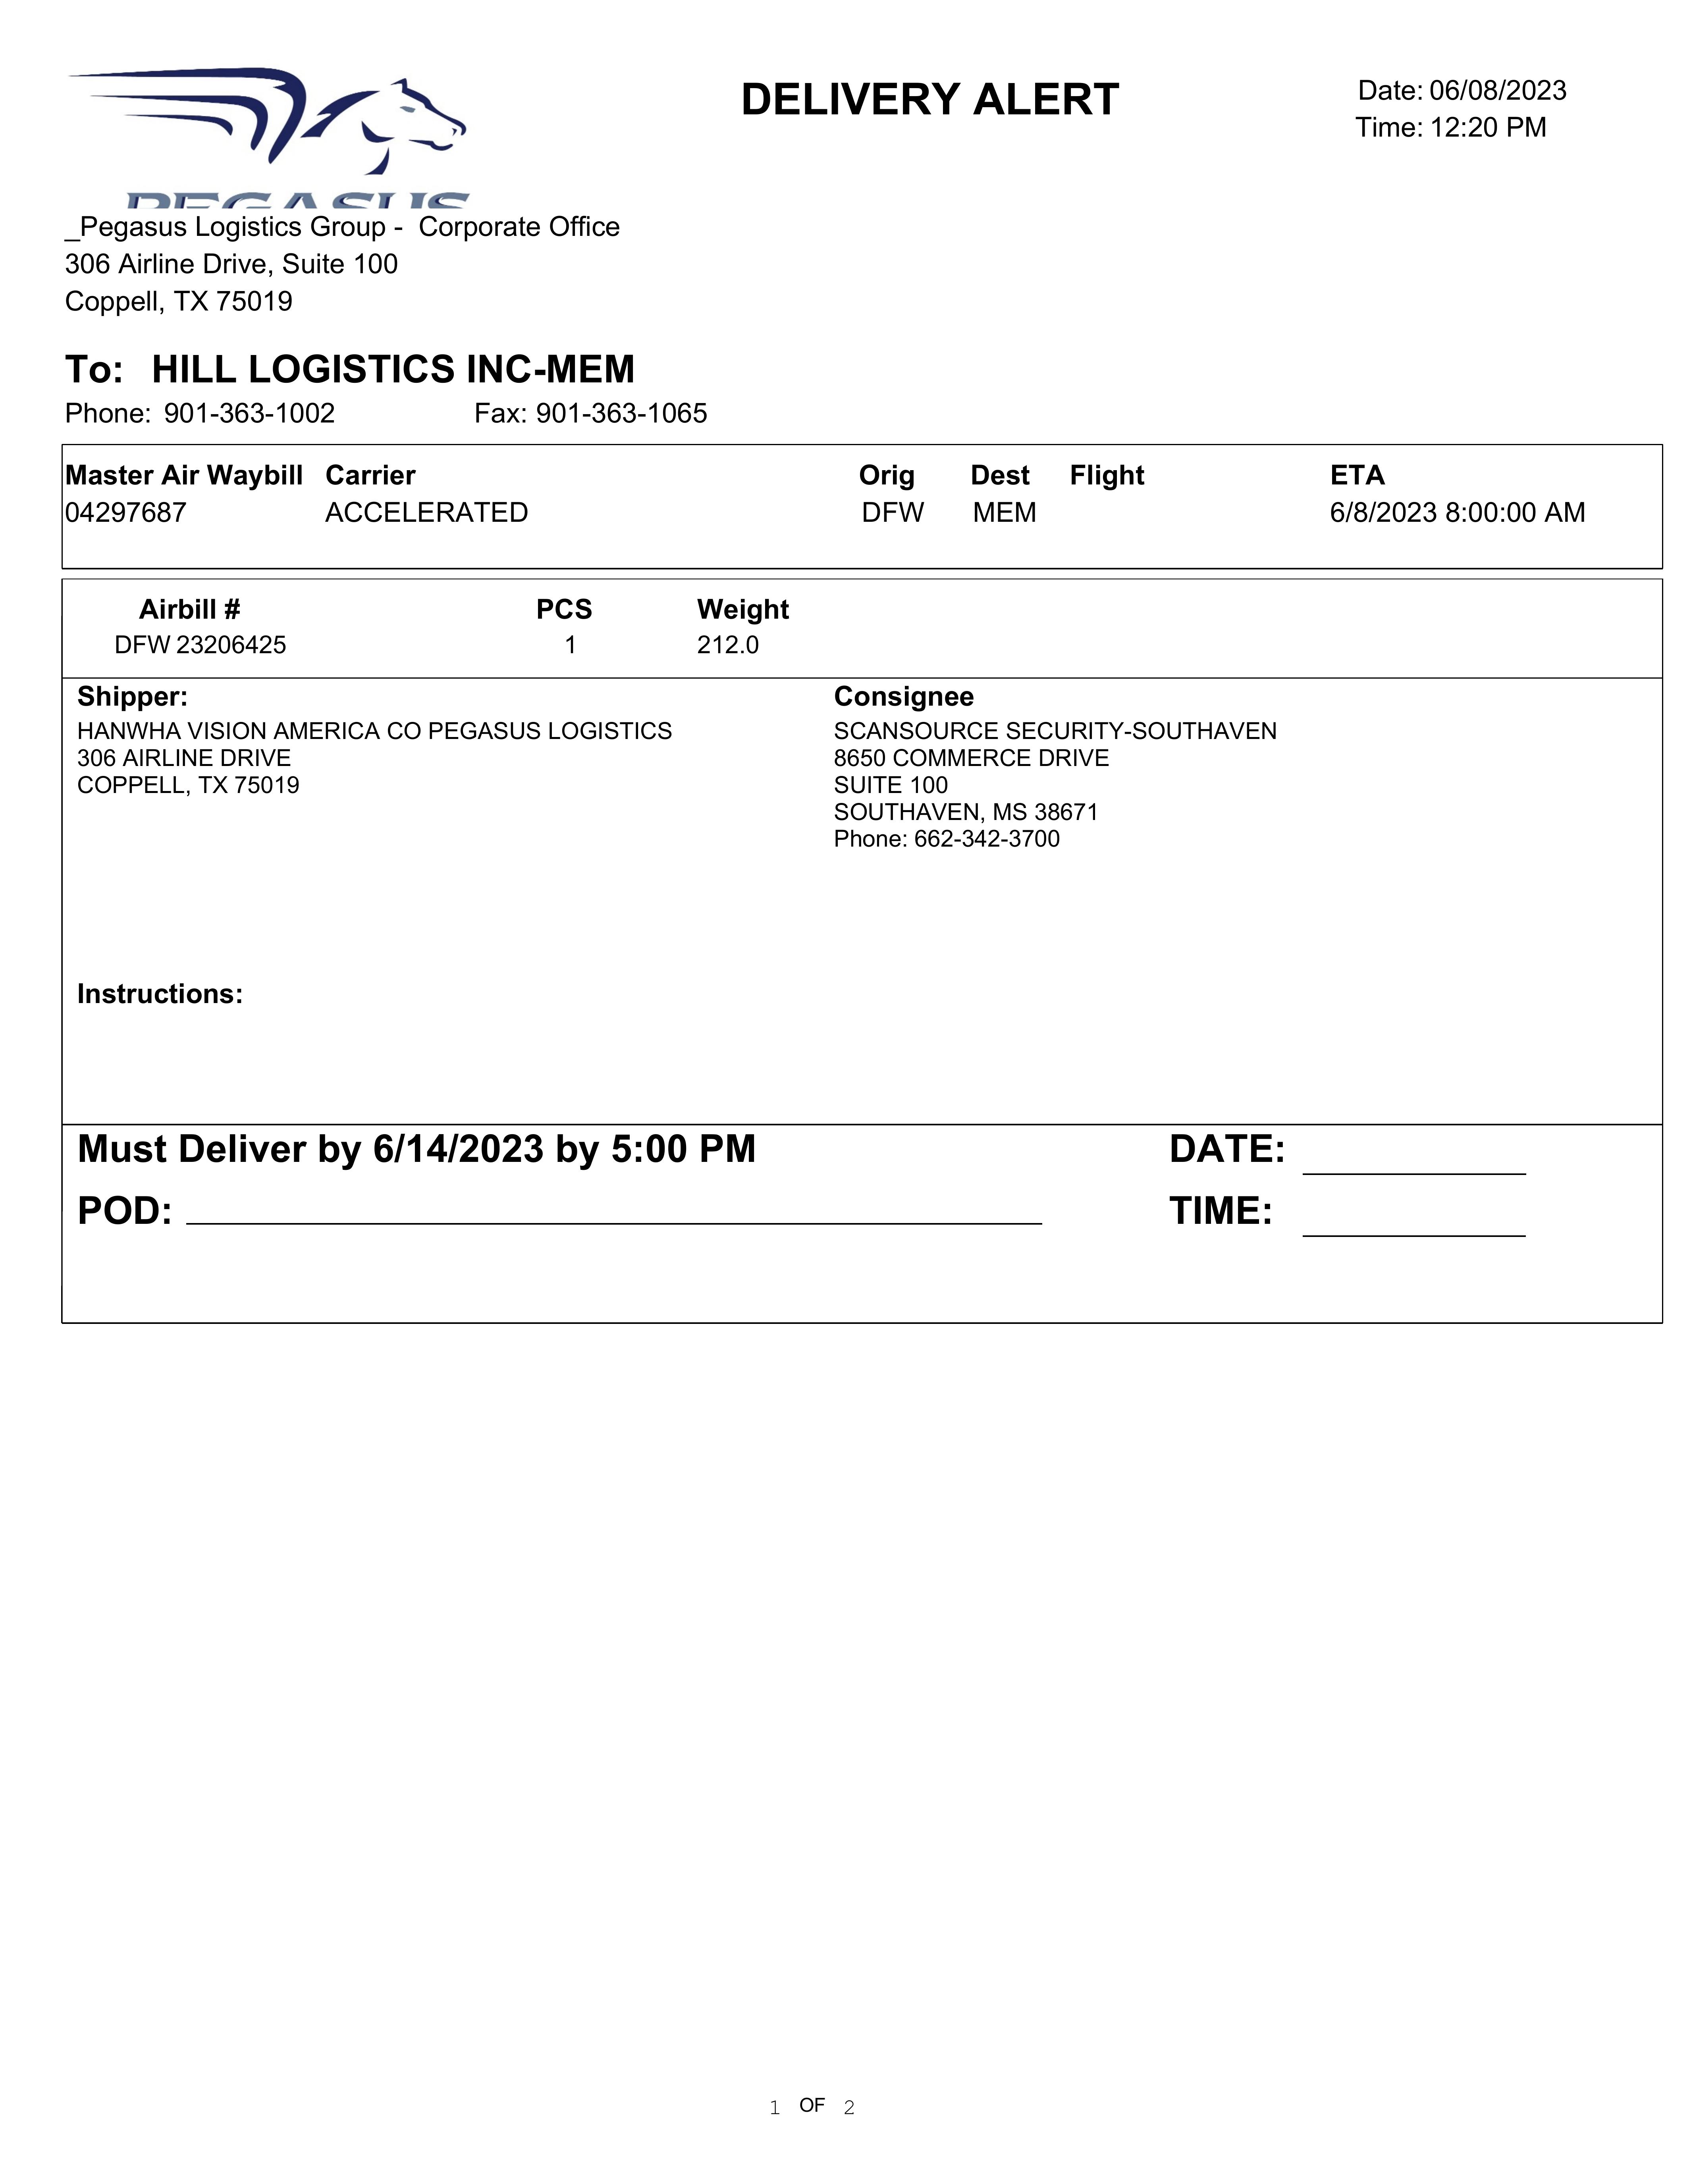 DELIVERY ALERT
Date: 06/08/2023
Time: 12:20 PM
PEGASUS
_Pegasus Logistics Group - Corporate Office
306 Airline Drive, Suite 100
Coppell, TX 75019
To: HILL LOGISTICS INC-MEM
Phone: 901-363-1002 Fax: 901-363-1065
Master Air Waybill Carrier Orig Dest Flight ETA
04297687 ACCELERATED DFW MEM 6/8/2023 8:00:00 AM
Airbill # PCS Weight
DFW 23206425 1 212.0
Shipper:
HANWHA VISION AMERICA CO PEGASUS LOGISTICS
306 AIRLINE DRIVE
COPPELL, TX 75019
Consignee
SCANSOURCE SECURITY-SOUTHAVEN
8650 COMMERCE DRIVE
SUITE 100
SOUTHAVEN, MS 38671
Phone: 662-342-3700
Instructions:
Must Deliver by 6/14/2023 by 5:00 PM DATE:
POD: TIME:
1 OF 2